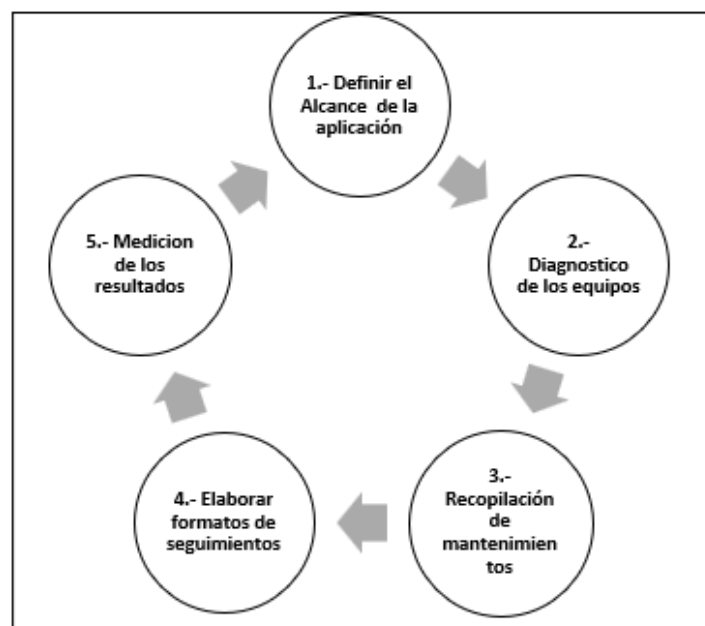 1.- Definir el
Alcance de la
aplicación
2.-
Diagnostico
de los equipos
3.-
Recopilación
de
mantenimien
tos
4.- Elaborar
formatos de
seguimientos
5.- Medicion
de los
resultados